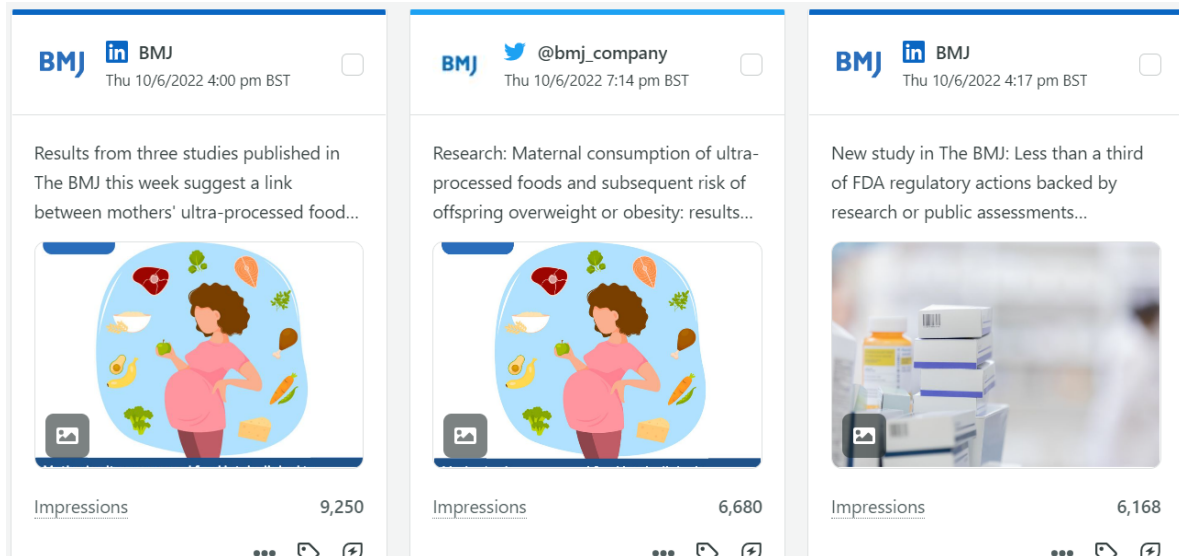 BMJ
in BMJ
Thu 10/6/2022 4:00 pm BST
Results from three studies published in
The BMJ this week suggest a link
between mothers' ultra-processed food...
Impressions 9,250
BMJ
@bmj_company
Thu 10/6/2022 7:14 pm BST
Research: Maternal consumption of ultra-
processed foods and subsequent risk of
offspring overweight or obesity: results...
Impressions 6,680
BMJ
in BMJ
Thu 10/6/2022 4:17 pm BST
New study in The BMJ: Less than a third
of FDA regulatory actions backed by
research or public assessments...
Impressions 6,168